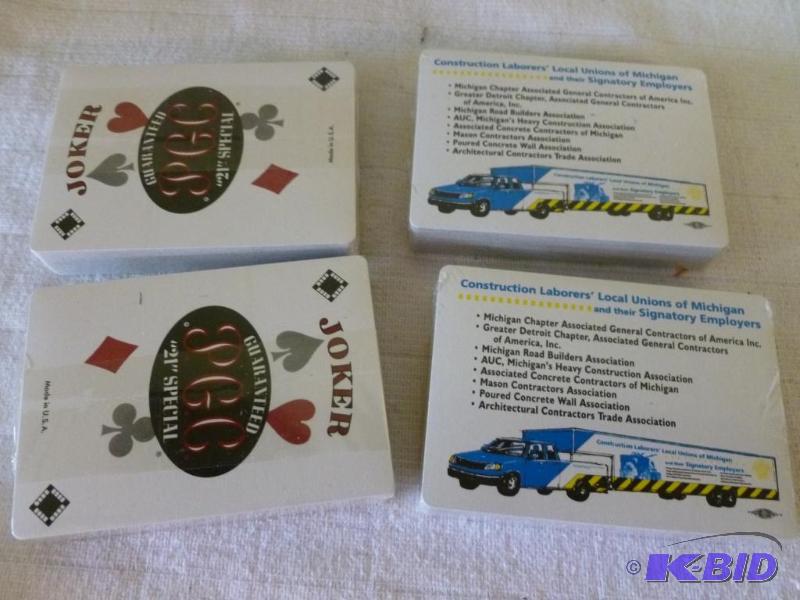 JOKER
GUARANTEED
PGC
"21" SPECIAL
Made in U.S.A.
Construction Laborers' Local Unions of Michigan
and their Signatory Employers
• Michigan Chapter Associated General Contractors of America Inc.
• Greater Detroit Chapter, Associated General Contractors
of America, Inc.
• Michigan Road Builders Association
• AUC, Michigan's Heavy Construction Association
• Associated Concrete Contractors of Michigan
• Mason Contractors Association
• Poured Concrete Wall Association
• Architectural Contractors Trade Association
Construction Laborers' Local Unions of Michigan
and their Signatory Employers
JOKER
GUARANTEED
PGC
"21" SPECIAL
Made in U.S.A.
Construction Laborers' Local Unions of Michigan
and their Signatory Employers
• Michigan Chapter Associated General Contractors of America Inc.
• Greater Detroit Chapter, Associated General Contractors
of America, Inc.
• Michigan Road Builders Association
• AUC, Michigan's Heavy Construction Association
• Associated Concrete Contractors of Michigan
• Mason Contractors Association
• Poured Concrete Wall Association
• Architectural Contractors Trade Association
Construction Laborers' Local Unions of Michigan
and their Signatory Employers
© K-BID